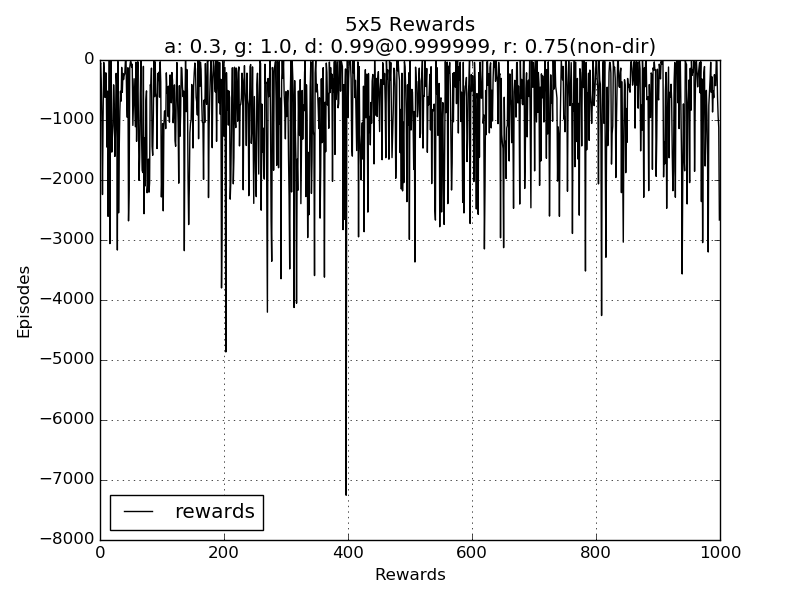 5x5 Rewards
a: 0.3, g: 1.0, d: 0.99@0.999999, r: 0.75(non-dir)
0
−1000
−2000
−3000
−4000
−5000
−6000
−7000
−8000
Episodes
rewards
0 200 400 600 800 1000
Rewards